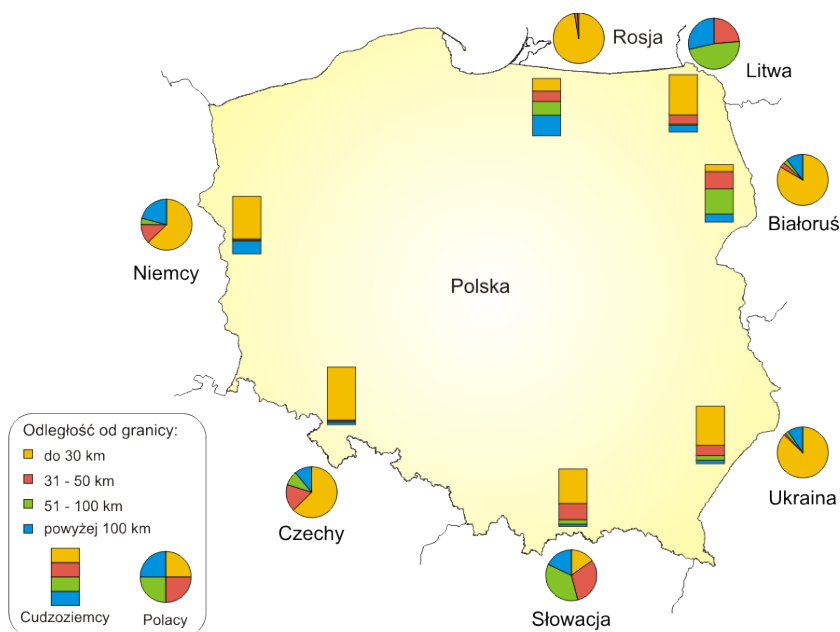 Rosja
Litwa
Białoruś
Niemcy
Polska
Ukraina
Czechy
Słowacja
Odległość od granicy:
do 30 km
31 - 50 km
51 - 100 km
powyżej 100 km
Cudzoziemcy
Polacy